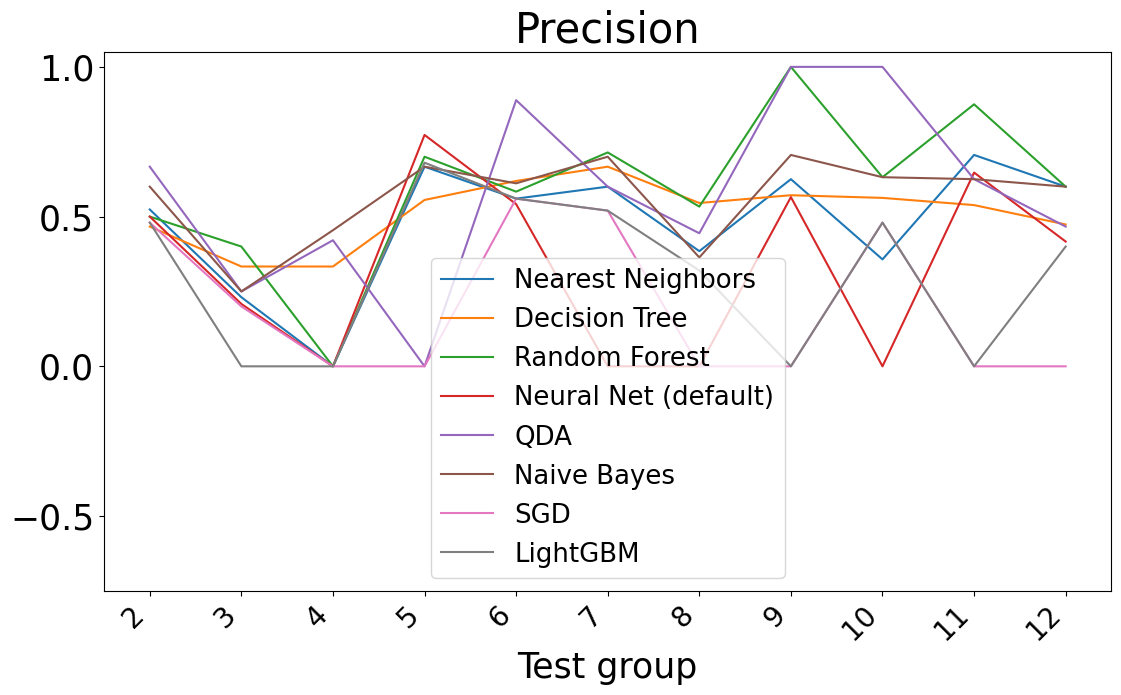 Precision
1.0
0.5
0.0
−0.5
Nearest Neighbors
Decision Tree
Random Forest
Neural Net (default)
QDA
Naive Bayes
SGD
LightGBM
2 3 4 5 6 7 8 9 10 11 12
Test group